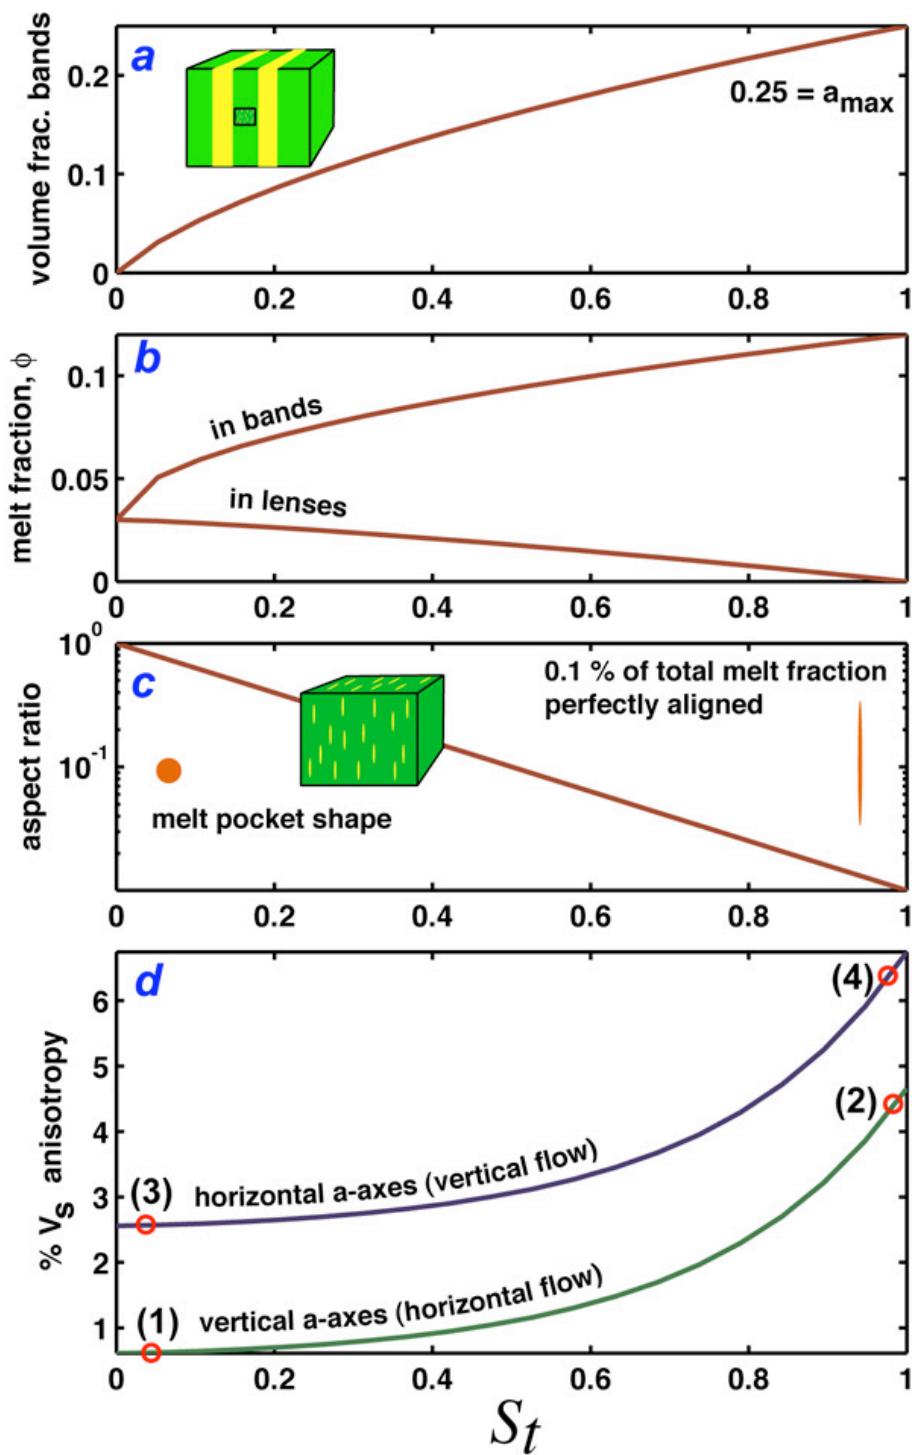 a
0.25 = amax
volume frac. bands
0.2
0.1
0
0 0.2 0.4 0.6 0.8 1
b
in bands
in lenses
melt fraction, ϕ
0.1
0.05
0
0 0.2 0.4 0.6 0.8 1
c
0.1 % of total melt fraction
perfectly aligned
melt pocket shape
aspect ratio
10⁰
10⁻¹
0 0.2 0.4 0.6 0.8 1
d
(4)
(2)
(3)
horizontal a-axes (vertical flow)
(1)
vertical a-axes (horizontal flow)
% Vs anisotropy
6
5
4
3
2
1
0 0.2 0.4 0.6 0.8 1
St